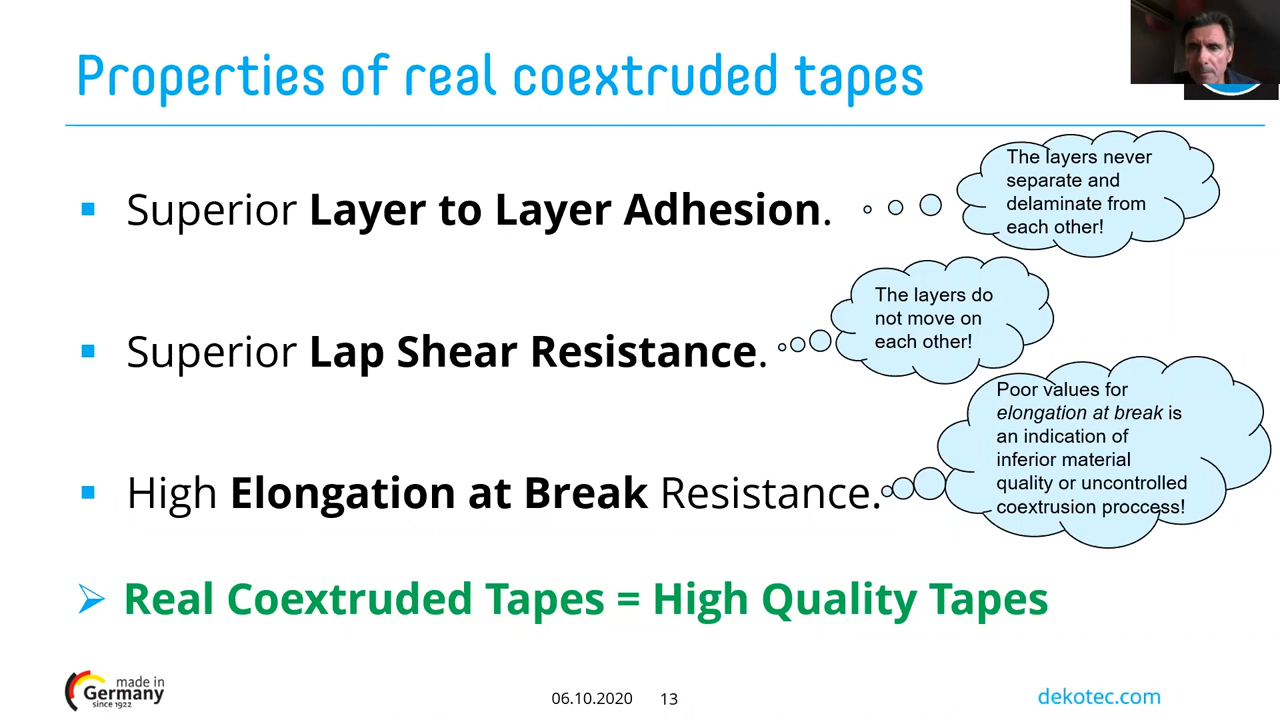 Properties of real coextruded tapes
Superior Layer to Layer Adhesion.
The layers never
separate and
delaminate from
each other!
Superior Lap Shear Resistance.
The layers do
not move on
each other!
High Elongation at Break Resistance.
Poor values for
elongation at break is
an indication of
inferior material
quality or uncontrolled
coextrusion proccess!
Real Coextruded Tapes = High Quality Tapes
made in
Germany
since 1922
06.10.2020
13
dekotec.com